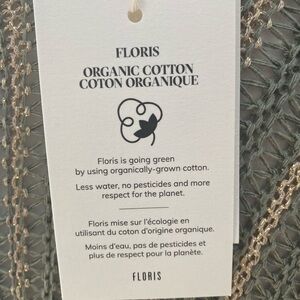 FLORIS
ORGANIC COTTON
COTON ORGANIQUE
Floris is going green
by using organically-grown cotton.
Less water, no pesticides and more
respect for the planet.
Floris mise sur l'écologie en
utilisant du coton d'origine organique.
Moins d'eau, pas de pesticides et
plus de respect pour la planète.
FLORIS